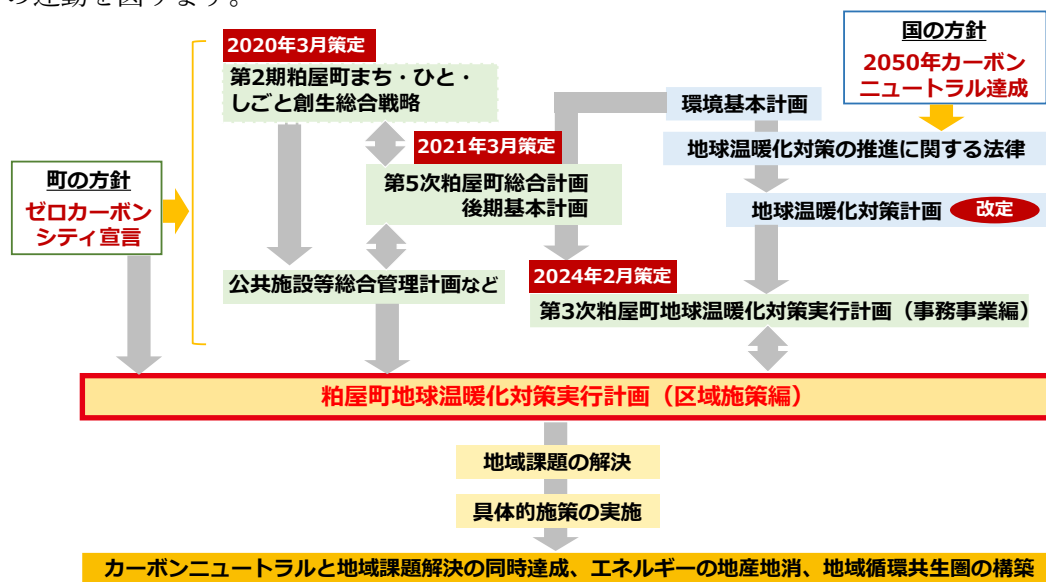 の連動を図ります。
2020年3月策定
第2期粕屋町まち・ひと・
しごと創生総合戦略
国の方針
2050年カーボン
ニュートラル達成
環境基本計画
2021年3月策定
地球温暖化対策の推進に関する法律
町の方針
ゼロカーボン
シティ宣言
第5次粕屋町総合計画
後期基本計画
地球温暖化対策計画 改定
2024年2月策定
公共施設等総合管理計画など
第3次粕屋町地球温暖化対策実行計画（事務事業編）
粕屋町地球温暖化対策実行計画（区域施策編）
地域課題の解決
具体的施策の実施
カーボンニュートラルと地域課題解決の同時達成、エネルギーの地産地消、地域循環共生圏の構築